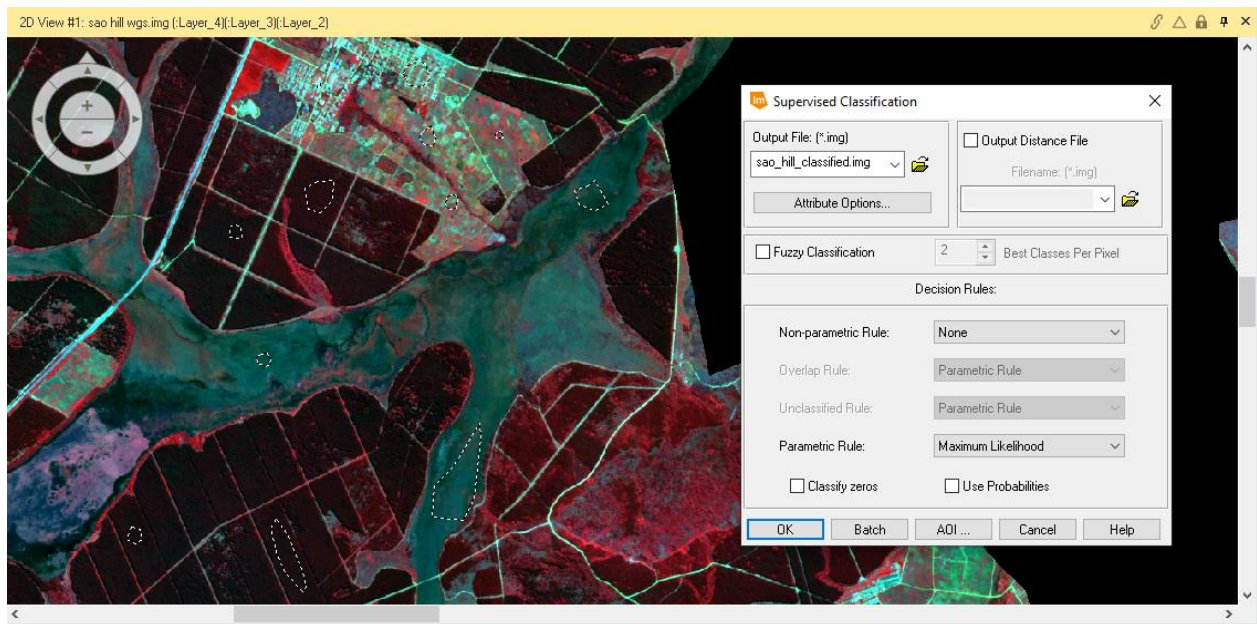 2D View #1: sao hill wgs.img (:Layer_4)(:Layer_3)(:Layer_2)
Im Supervised Classification
Output File: (*.img)
sao_hill_classified.img
Attribute Options...
Output Distance File
Filename: (*.img)
Fuzzy Classification 2 Best Classes Per Pixel
Decision Rules:
Non-parametric Rule: None
Overlap Rule: Parametric Rule
Unclassified Rule: Parametric Rule
Parametric Rule: Maximum Likelihood
Classify zeros Use Probabilities
OK Batch AOI ... Cancel Help